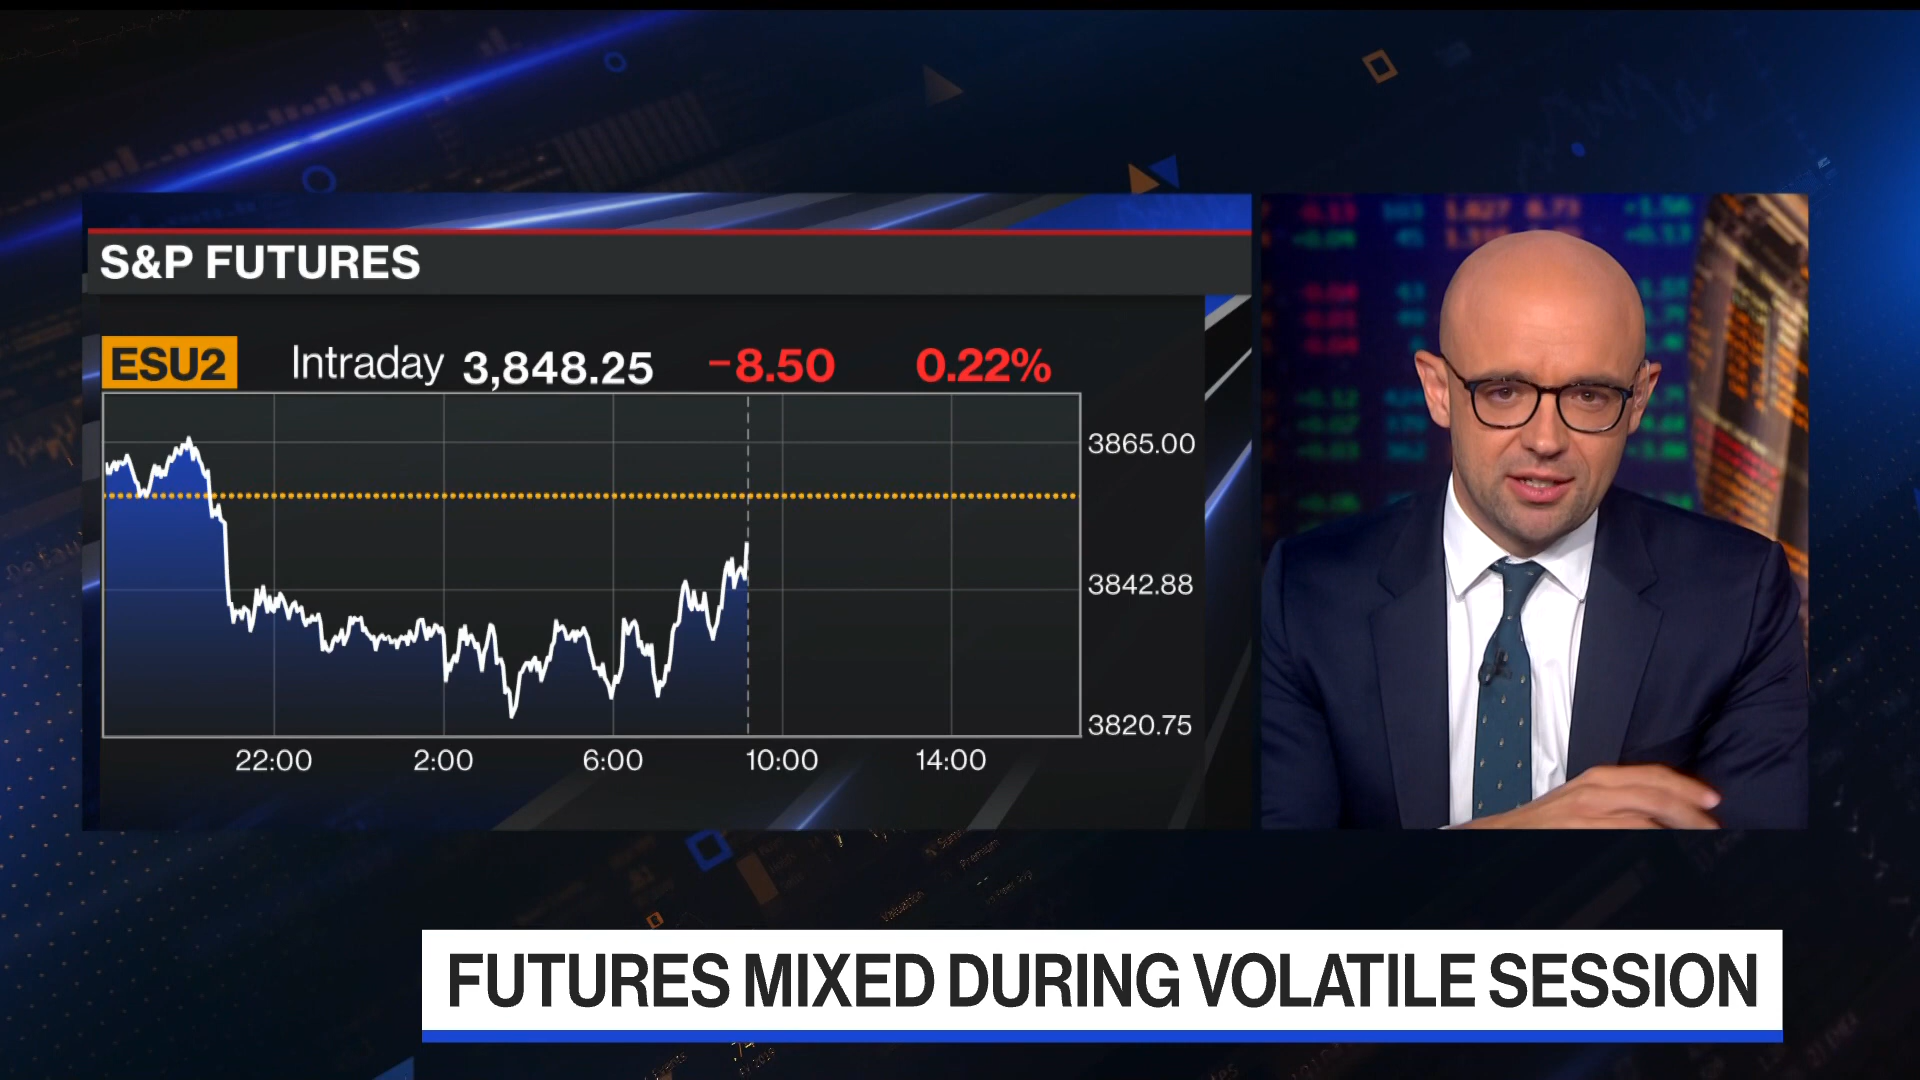 S&P FUTURES
ESU2 Intraday 3,848.25 −8.50 0.22%
3865.00
3842.88
3820.75
22:00 2:00 6:00 10:00 14:00
FUTURES MIXED DURING VOLATILE SESSION